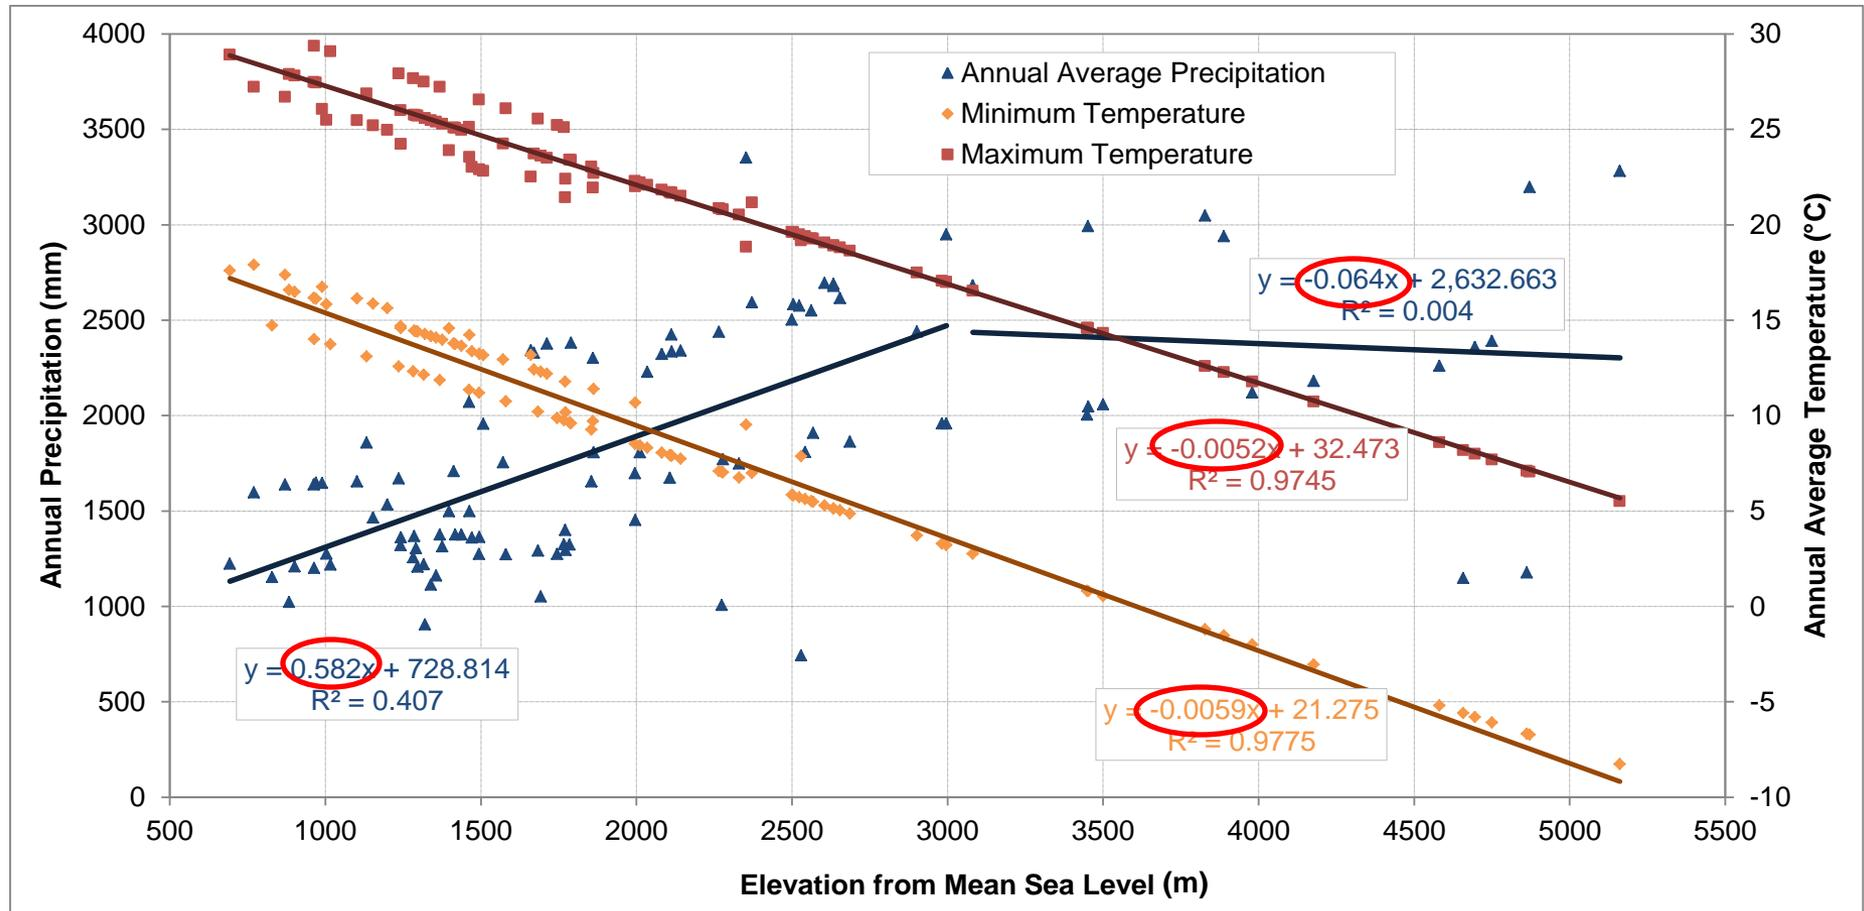 4000
3500
3000
2500
2000
1500
1000
500
0
Annual Precipitation (mm)
Annual Average Precipitation
Minimum Temperature
Maximum Temperature
y = -0.064x + 2,632.663
R² = 0.004
y = -0.0052x + 32.473
R² = 0.9745
y = 0.582x + 728.814
R² = 0.407
y = -0.0059x + 21.275
R² = 0.9775
30
25
20
15
10
5
0
-5
-10
Annual Average Temperature (°C)
500 1000 1500 2000 2500 3000 3500 4000 4500 5000 5500
Elevation from Mean Sea Level (m)